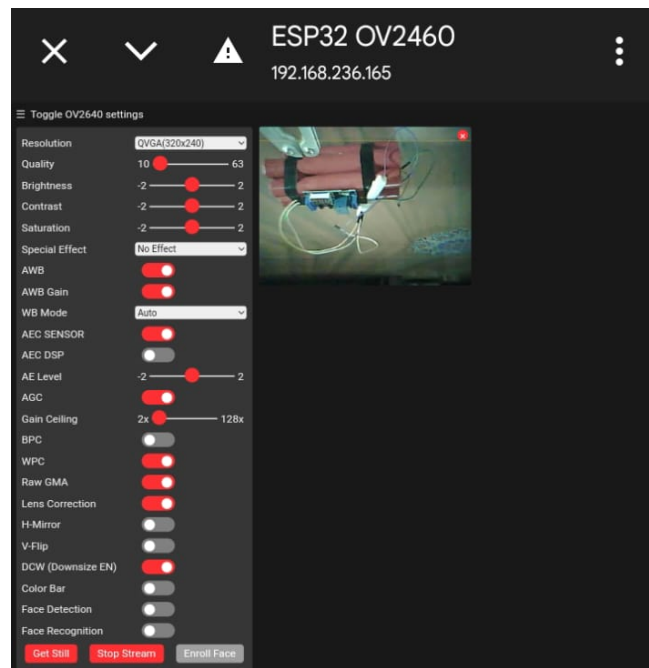 ESP32 OV2460
192.168.236.165
☰ Toggle OV2640 settings
Resolution QVGA(320x240)
Quality 10 63
Brightness -2 2
Contrast -2 2
Saturation -2 2
Special Effect No Effect
AWB
AWB Gain
WB Mode Auto
AEC SENSOR
AEC DSP
AE Level -2 2
AGC
Gain Ceiling 2x 128x
BPC
WPC
Raw GMA
Lens Correction
H-Mirror
V-Flip
DCW (Downsize EN)
Color Bar
Face Detection
Face Recognition
Get Still Stop Stream Enroll Face